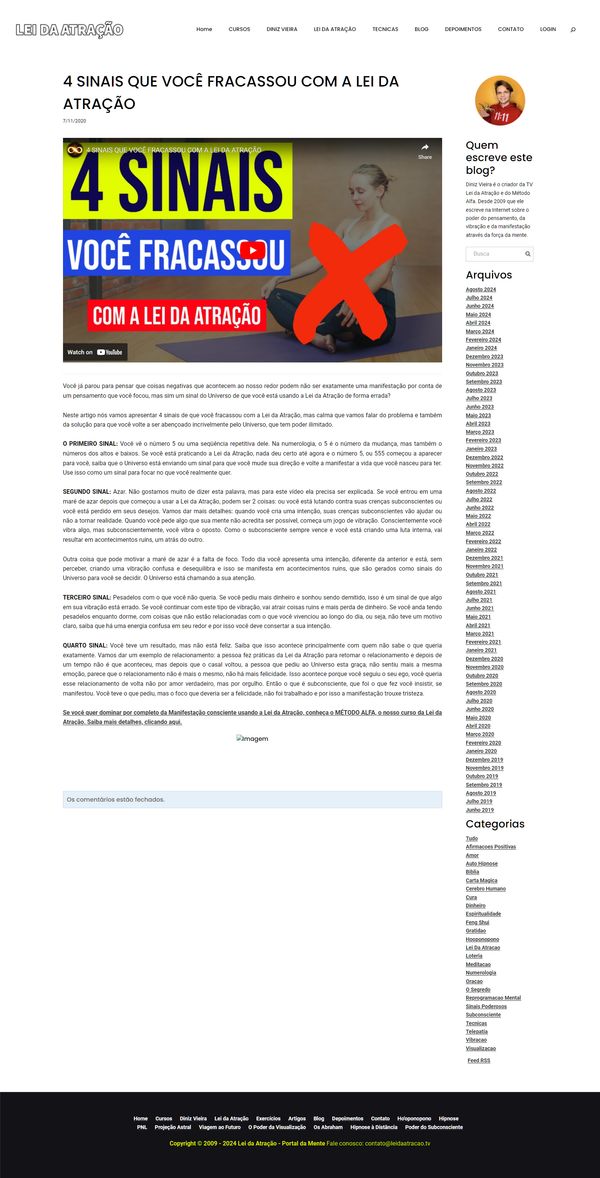 LEI DA ATRAÇÃO
Home CURSOS DINIZ VIEIRA LEI DA ATRAÇÃO TECNICAS BLOG DEPOIMENTOS CONTATO LOGIN
4 SINAIS QUE VOCÊ FRACASSOU COM A LEI DA
ATRAÇÃO
7/11/2020
4 SINAIS QUE VOCÊ FRACASSOU COM A LEI DA ATRAÇÃO
Share
4 SINAIS
VOCÊ FRACASSOU
COM A LEI DA ATRAÇÃO
Watch on YouTube
Você já parou para pensar que coisas negativas que acontecem ao nosso redor podem não ser exatamente uma manifestação por conta de
um pensamento que você focou, mas sim um sinal do Universo de que você está usando a Lei da Atração de forma errada?
Neste artigo nós vamos apresentar 4 sinais de que você fracassou com a Lei da Atração, mas calma que vamos falar do problema e também
da solução para que você volte a ser abençoado incrivelmente pelo Universo, que tem poder ilimitado.
O PRIMEIRO SINAL: Você vê o número 5 ou uma seqüência repetitiva dele. Na numerologia, o 5 é o número da mudança, mas também o
números dos altos e baixos. Se você está praticando a Lei da Atração, nada deu certo até agora e o número 5, ou 555 começou a aparecer
para você, saiba que o Universo está enviando um sinal para que você mude sua direção e volte a manifestar a vida que você nasceu para ter.
Use isso como um sinal para focar no que você realmente quer.
SEGUNDO SINAL: Azar. Não gostamos muito de dizer esta palavra, mas para este vídeo ela precisa ser explicada. Se você entrou em uma
maré de azar depois que começou a usar a Lei da Atração, podem ser 2 coisas: ou você está lutando contra suas crenças subconscientes ou
você está perdido em seus desejos. Vamos dar mais detalhes: quando você cria uma intenção, suas crenças subconscientes vão ajudar ou
não a tornar realidade. Quando você pede algo que sua mente não acredita ser possível, começa um jogo de vibração. Conscientemente você
vibra algo, mas subconscientemente, você vibra o oposto. Como o subconsciente sempre vence e você está criando uma luta interna, vai
resultar em acontecimentos ruins, um atrás do outro.
Outra coisa que pode motivar a maré de azar é a falta de foco. Todo dia você apresenta uma intenção, diferente da anterior e está, sem
perceber, criando uma vibração confusa e desequilibra e isso se manifesta em acontecimentos ruins, que são gerados como sinais do
Universo para você se decidir. O Universo está chamando a sua atenção.
TERCEIRO SINAL: Pesadelos com o que você não queria. Se você pediu mais dinheiro e sonhou sendo demitido, isso é um sinal de que algo
em sua vibração está errado. Se você continuar com este tipo de vibração, vai atrair coisas ruins e mais perda de dinheiro. Se você anda tendo
pesadelos enquanto dorme, com coisas que não estão relacionadas com o que você vivenciou ao longo do dia, ou seja, não teve um motivo
claro, saiba que há uma energia confusa em seu redor e por isso você deve consertar a sua intenção.
QUARTO SINAL: Você teve um resultado, mas não está feliz. Saiba que isso acontece principalmente com quem não sabe o que queria
exatamente. Vamos dar um exemplo de relacionamento: a pessoa fez práticas da Lei da Atração para retomar o relacionamento e depois de
um tempo não é que aconteceu, mas depois que o casal voltou, a pessoa que pediu ao Universo esta graça, não sentiu mais a mesma
emoção, parece que o relacionamento não é mais o mesmo, não há mais felicidade. Isso acontece porque você seguiu o seu ego, você queria
esse relacionamento de volta não por amor verdadeiro, mas por orgulho. Então o que é subconsciente, que foi o que fez você insistir, se
manifestou. Você teve o que pediu, mas o foco que deveria ser a felicidade, não foi trabalhado e por isso a manifestação trouxe tristeza.
Se você quer dominar por completo da Manifestação consciente usando a Lei da Atração, conheça o MÉTODO ALFA, o nosso curso da Lei da
Atração. Saiba mais detalhes, clicando aqui.
Imagem
Os comentários estão fechados.
11:11
Quem
escreve este
blog?
Diniz Vieira é o criador da TV
Lei da Atração e do Método
Alfa. Desde 2009 que ele
escreve na Internet sobre o
poder do pensamento, da
vibração e da manifestação
através da força da mente.
Busca
Arquivos
Agosto 2024
Julho 2024
Junho 2024
Maio 2024
Abril 2024
Março 2024
Fevereiro 2024
Janeiro 2024
Dezembro 2023
Novembro 2023
Outubro 2023
Setembro 2023
Agosto 2023
Julho 2023
Junho 2023
Maio 2023
Abril 2023
Março 2023
Fevereiro 2023
Janeiro 2023
Dezembro 2022
Novembro 2022
Outubro 2022
Setembro 2022
Agosto 2022
Julho 2022
Junho 2022
Maio 2022
Abril 2022
Março 2022
Fevereiro 2022
Janeiro 2022
Dezembro 2021
Novembro 2021
Outubro 2021
Setembro 2021
Agosto 2021
Julho 2021
Junho 2021
Maio 2021
Abril 2021
Março 2021
Fevereiro 2021
Janeiro 2021
Dezembro 2020
Novembro 2020
Outubro 2020
Setembro 2020
Agosto 2020
Julho 2020
Junho 2020
Maio 2020
Abril 2020
Março 2020
Fevereiro 2020
Janeiro 2020
Dezembro 2019
Novembro 2019
Outubro 2019
Setembro 2019
Agosto 2019
Julho 2019
Junho 2019
Categorias
Tudo
Afirmacoes Positivas
Amor
Auto Hipnose
Biblia
Carta Magica
Cerebro Humano
Cura
Dinheiro
Espiritualidade
Feng Shui
Gratidao
Hooponopono
Lei Da Atracao
Loteria
Meditacao
Numerologia
Oracao
O Segredo
Reprogramacao Mental
Sinais Poderosos
Subconsciente
Tecnicas
Telepatia
Vibracao
Visualizacao
Feed RSS
Home Cursos Diniz Vieira Lei da Atração Exercícios Artigos Blog Depoimentos Contato Ho'oponopono Hipnose
PNL Projeção Astral Viagem ao Futuro O Poder da Visualização Os Abraham Hipnose à Distância Poder do Subconsciente
Copyright © 2009 - 2024 Lei da Atração - Portal da Mente Fale conosco: contato@leidaatracao.tv